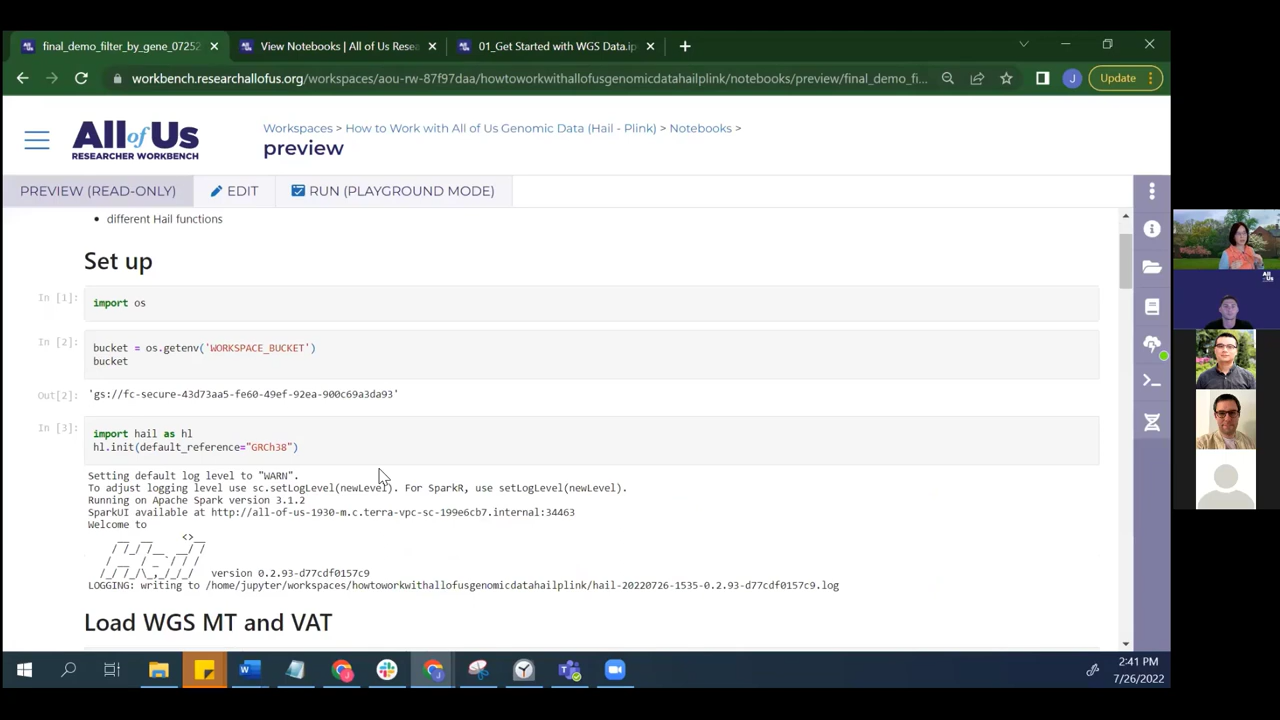 final_demo_filter_by_gene_07252
View Notebooks | All of Us Resea
01_Get Started with WGS Data.ip
workbench.researchallofus.org/workspaces/aou-rw-87f97daa/howtoworkwithallofusgenomicdatahailplink/notebooks/preview/final_demo_fi...
J
Update
All of Us
RESEARCHER WORKBENCH
Workspaces > How to Work with All of Us Genomic Data (Hail - Plink) > Notebooks >
preview
PREVIEW (READ-ONLY)
EDIT
RUN (PLAYGROUND MODE)
• different Hail functions
Set up
In [1]: import os
In [2]: bucket = os.getenv('WORKSPACE_BUCKET')
bucket
Out[2]: 'gs://fc-secure-43d73aa5-fe60-49ef-92ea-900c69a3da93'
In [3]: import hail as hl
hl.init(default_reference="GRCh38")
Setting default log level to "WARN".
To adjust logging level use sc.setLogLevel(newLevel). For SparkR, use setLogLevel(newLevel).
Running on Apache Spark version 3.1.2
SparkUI available at http://all-of-us-1930-m.c.terra-vpc-sc-199e6cb7.internal:34463
Welcome to
version 0.2.93-d77cdf0157c9
LOGGING: writing to /home/jupyter/workspaces/howtoworkwithallofusgenomicdatahailplink/hail-20220726-1535-0.2.93-d77cdf0157c9.log
Load WGS MT and VAT
2:41 PM
7/26/2022
All of Us